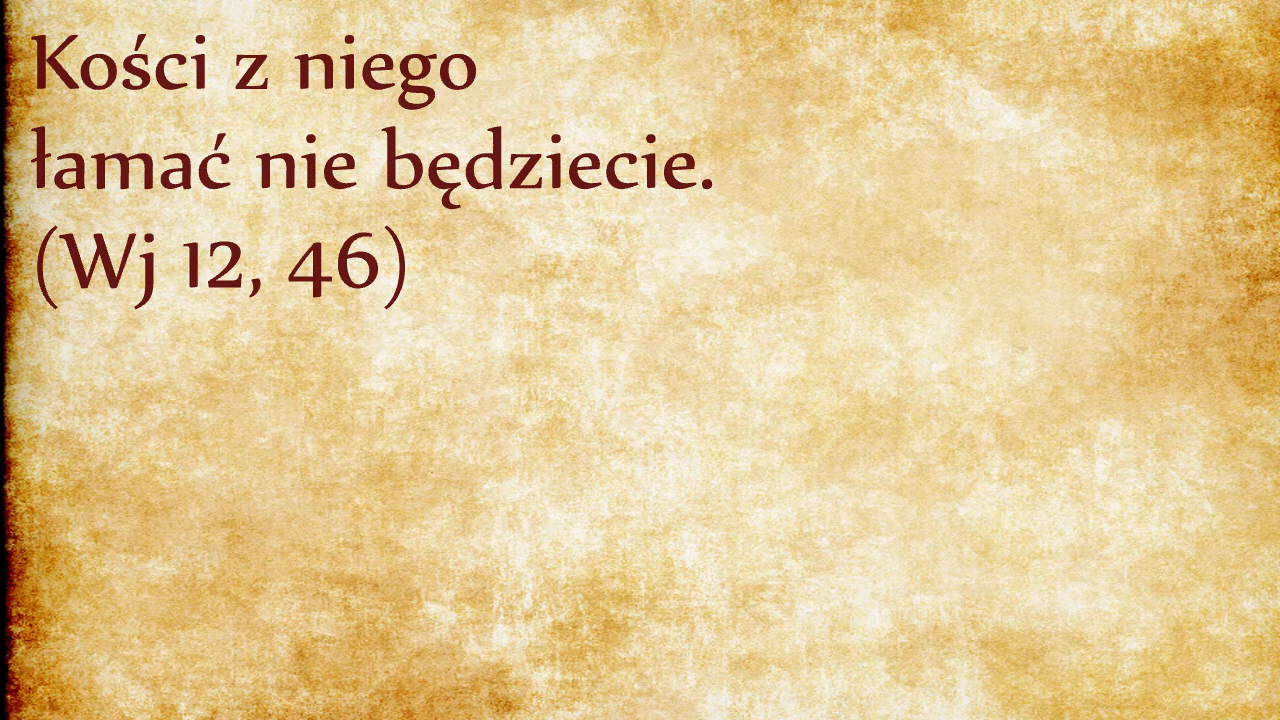 Kości z niego
łamać nie będziecie.
(Wj 12, 46)